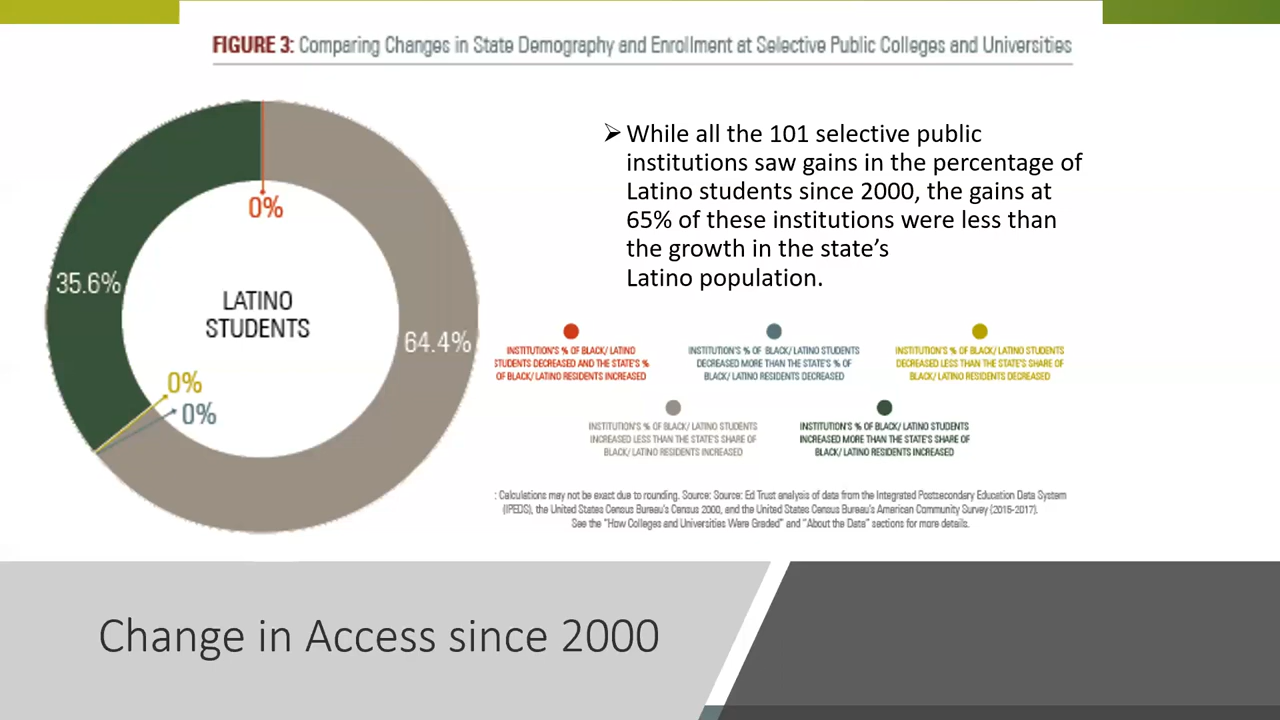 FIGURE 3: Comparing Changes in State Demography and Enrollment at Selective Public Colleges and Universities
0%
35.6%
LATINO
STUDENTS
64.4%
0%
0%
➢ While all the 101 selective public
institutions saw gains in the percentage of
Latino students since 2000, the gains at
65% of these institutions were less than
the growth in the state’s
Latino population.
INSTITUTION'S % OF BLACK/ LATINO
STUDENTS DECREASED AND THE STATE'S %
OF BLACK/ LATINO RESIDENTS INCREASED
INSTITUTION'S % OF BLACK/ LATINO STUDENTS
DECREASED MORE THAN THE STATE'S % OF
BLACK/ LATINO RESIDENTS DECREASED
INSTITUTION'S % OF BLACK/ LATINO STUDENTS
DECREASED LESS THAN THE STATE'S SHARE OF
BLACK/ LATINO RESIDENTS DECREASED
INSTITUTION'S % OF BLACK/ LATINO STUDENTS
INCREASED LESS THAN THE STATE'S SHARE OF
BLACK/ LATINO RESIDENTS INCREASED
INSTITUTION'S % OF BLACK/ LATINO STUDENTS
INCREASED MORE THAN THE STATE'S SHARE OF
BLACK/ LATINO RESIDENTS INCREASED
: Calculations may not be exact due to rounding. Source: Source: Ed Trust analysis of data from the Integrated Postsecondary Education Data System
(IPEDS), the United States Census Bureau's Census 2000, and the United States Census Bureau's American Community Survey (2015-2017).
See the "How Colleges and Universities Were Graded" and "About the Data" sections for more details.
Change in Access since 2000